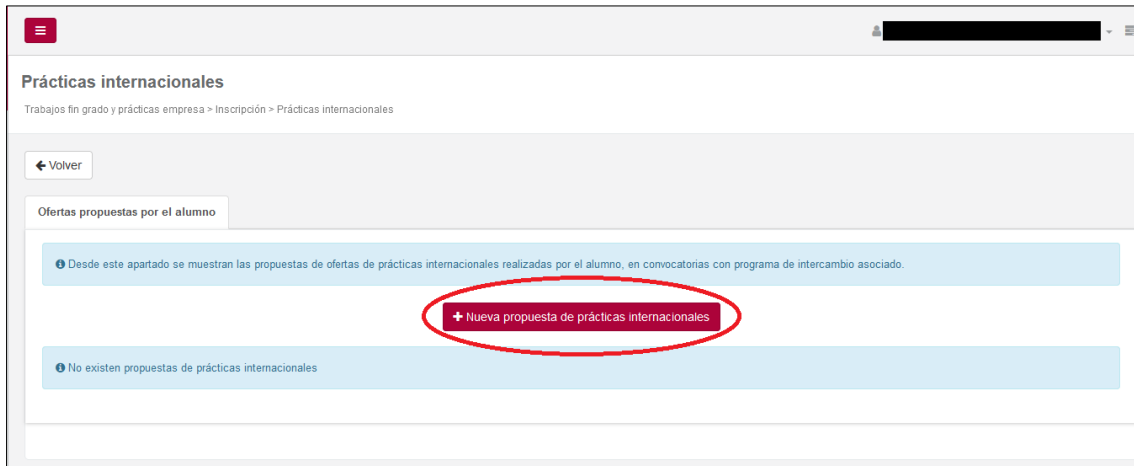 Prácticas internacionales
Trabajos fin grado y prácticas empresa > Inscripción > Prácticas internacionales
Volver
Ofertas propuestas por el alumno
Desde este apartado se muestran las propuestas de ofertas de prácticas internacionales realizadas por el alumno, en convocatorias con programa de intercambio asociado.
Nueva propuesta de prácticas internacionales
No existen propuestas de prácticas internacionales